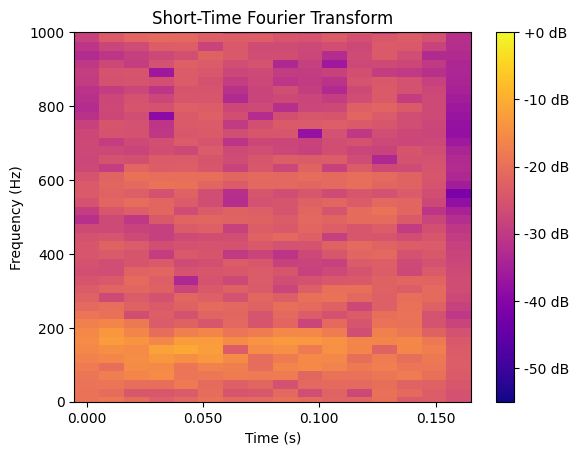 Short-Time Fourier Transform
1000
800
600
400
200
0
Frequency (Hz)
0.000
0.050
0.100
0.150
Time (s)
+0 dB
-10 dB
-20 dB
-30 dB
-40 dB
-50 dB